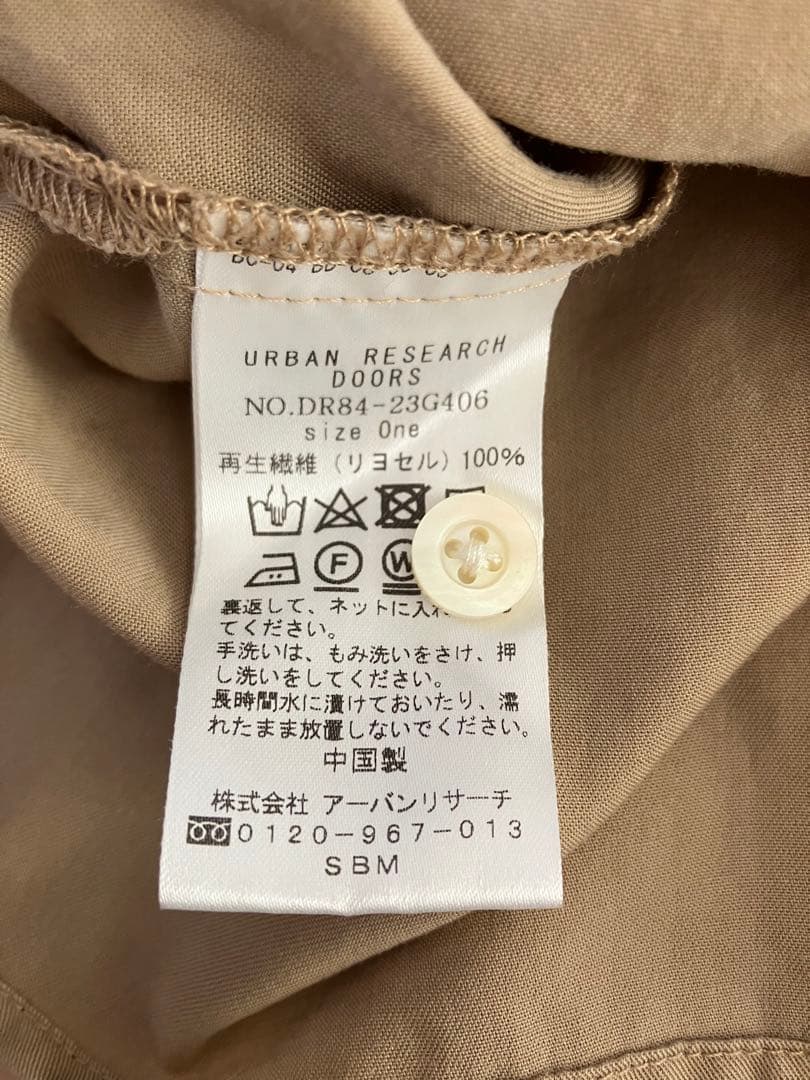 URBAN RESEARCH
DOORS
NO.DR84-23G406
size One
再生繊維(リヨセル)100%
F
W
裏返して、ネットに入れ
てください。
手洗いは、もみ洗いをさけ、押
し洗いをしてください。
長時間水に漬けておいたり、濡
れたまま放置しないでください。
中国製
株式会社 アーバンリサーチ
0120-967-013
SBM